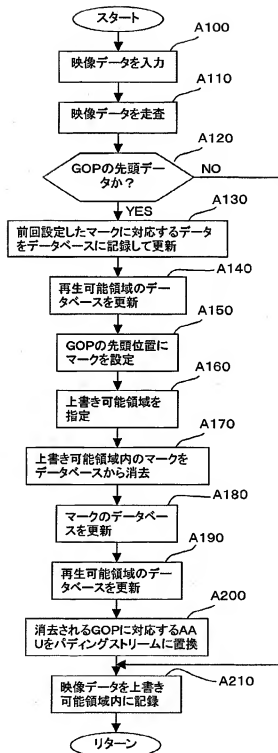 スタート
A100
映像データを入力
A110
映像データを走査
A120
GOPの先頭デー
タか？
NO
YES
A130
前回設定したマークに対応するデータ
をデータベースに記録して更新
A140
再生可能領域のデー
タベースを更新
A150
GOPの先頭位置に
マークを設定
A160
上書き可能領域を
指定
A170
上書き可能領域内のマークを
データベースから消去
A180
マークのデータベー
スを更新
A190
再生可能領域のデー
タベースを更新
A200
消去されるGOPに対応するAA
Uをパディングストリームに置換
A210
映像データを上書き
可能領域内に記録
リターン